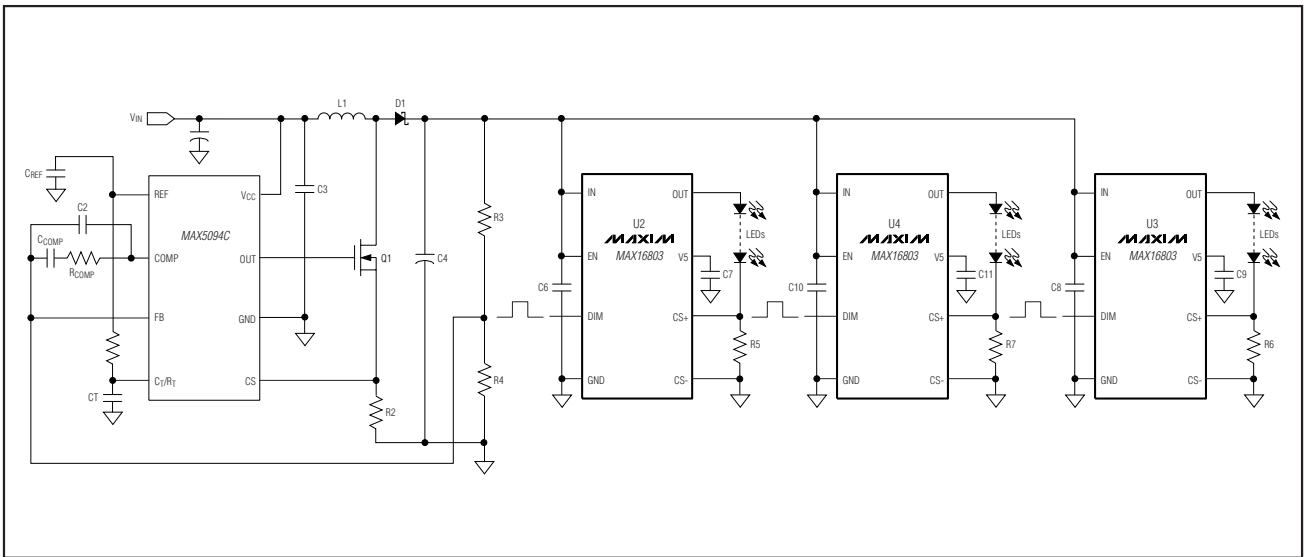 VIN
L1
D1
CREF
C2
CCOMP
RCOMP
REF
VCC
MAX5094C
COMP
OUT
FB
GND
CT/RT
CS
CT
C3
Q1
R2
C4
R3
R4
IN
OUT
U2
MAXIM
MAX16803
EN
V5
DIM
CS+
GND
CS-
LEDs
C6
C7
R5
IN
OUT
U4
MAXIM
MAX16803
EN
V5
DIM
CS+
GND
CS-
LEDs
C10
C11
R7
IN
OUT
U3
MAXIM
MAX16803
EN
V5
DIM
CS+
GND
CS-
LEDs
C8
C9
R6